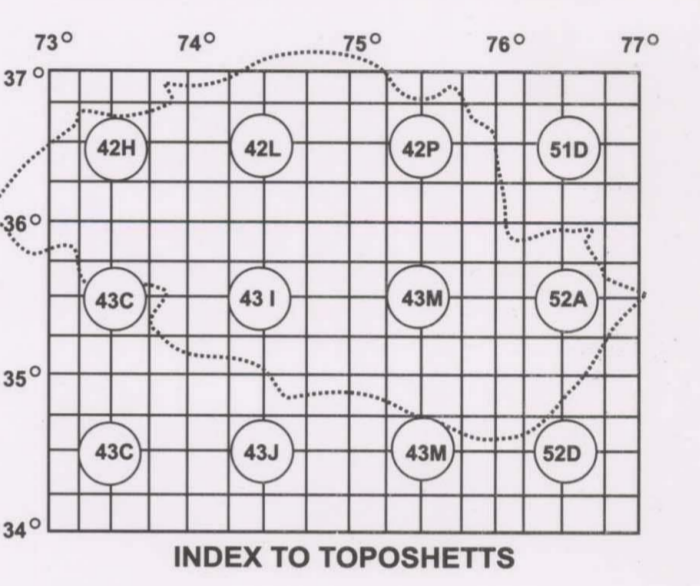 73° 74° 75° 76° 77°
37°
42H 42L 42P 51D
36°
43C 43 I 43M 52A
35°
43C 43J 43M 52D
34°
INDEX TO TOPOSHETTS